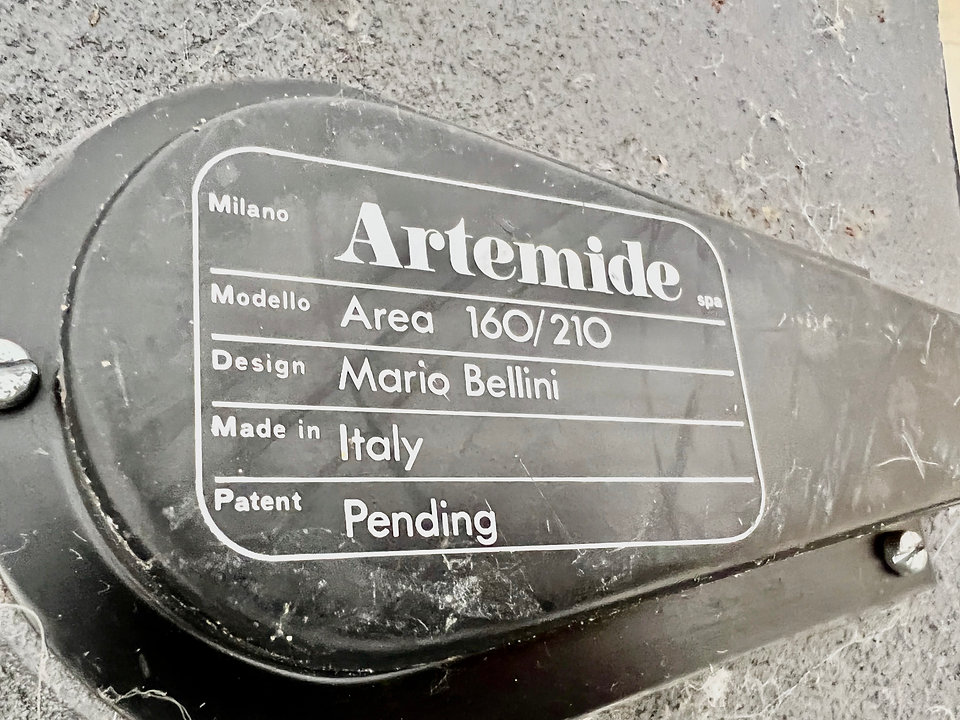 Milano Artemide spa
Modello Area 160/210
Design Mario Bellini
Made in Italy
Patent Pending